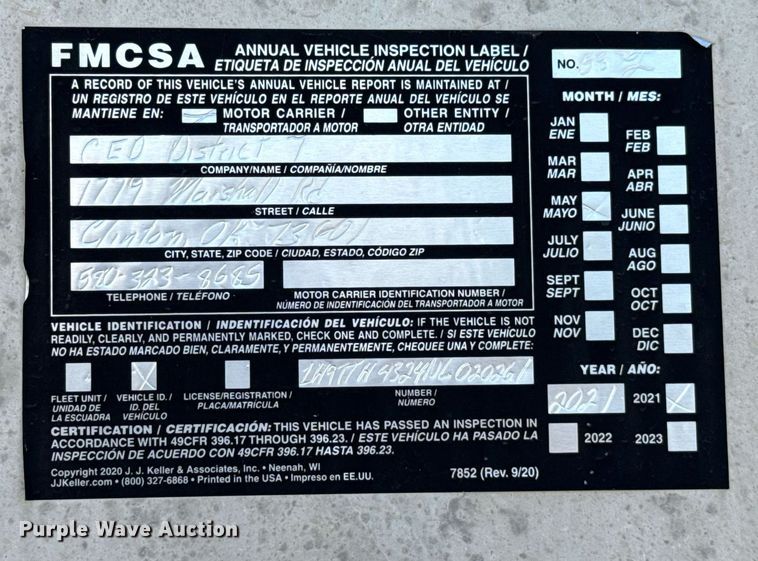 FMCSA
ANNUAL VEHICLE INSPECTION LABEL /
ETIQUETA DE INSPECCIÓN ANUAL DEL VEHÍCULO
A RECORD OF THIS VEHICLE'S ANNUAL VEHICLE REPORT IS MAINTAINED AT /
UN REGISTRO DE ESTE VEHÍCULO EN EL REPORTE ANUAL DEL VEHÍCULO SE
MANTIENE EN: MOTOR CARRIER / OTHER ENTITY /
TRANSPORTADOR A MOTOR OTRA ENTIDAD
CED District 7
COMPANY/NAME / COMPAÑIA/NOMBRE
1779 Marshall Rd
STREET / CALLE
Clinton, OK 73601
CITY, STATE, ZIP CODE / CIUDAD, ESTADO, CÓDIGO ZIP
580-323-8685
TELEPHONE / TELÉFONO
MOTOR CARRIER IDENTIFICATION NUMBER /
NÚMERO DE INDENTIFICACIÓN DEL TRANSPORTADOR A MOTOR
VEHICLE IDENTIFICATION / INDENTIFICACIÓN DEL VEHÍCULO: IF THE VEHICLE IS NOT
READILY, CLEARLY, AND PERMANENTLY MARKED, CHECK ONE AND COMPLETE. / SI ESTE VEHÍCULO
NO HA ESTADO MARCADO BIEN, CLARAMENTE, Y PERMANENTEMENTE, CHEQUE UNA Y COMPLETE:
X
FLEET UNIT / VEHICLE ID. / LICENSE/REGISTRATION / NUMBER /
UNIDAD DE ID. DEL PLACA/MATRÍCULA NÚMERO
LA ESCUADRA VEHÍCULO
CERTIFICATION / CERTIFICACIÓN: THIS VEHICLE HAS PASSED AN INSPECTION IN
ACCORDANCE WITH 49CFR 396.17 THROUGH 396.23. / ESTE VEHÍCULO HA PASADO LA
INSPECCIÓN DE ACUERDO CON 49CFR 396.17 HASTA 396.23.
Copyright 2020 J. J. Keller & Associates, Inc. • Neenah, WI
JJKeller.com • (800) 327-6868 • Printed in the USA • Impreso en EE.UU.
7852 (Rev. 9/20)
NO.
MONTH / MES:
JAN
ENE
FEB
FEB
MAR
MAR
APR
ABR
MAY
MAYO
X
JUNE
JUNIO
JULY
JULIO
AUG
AGO
SEPT
SEPT
OCT
OCT
NOV
NOV
DEC
DIC
YEAR / AÑO:
2021 2021 X
2022 2023
Purple Wave Auction